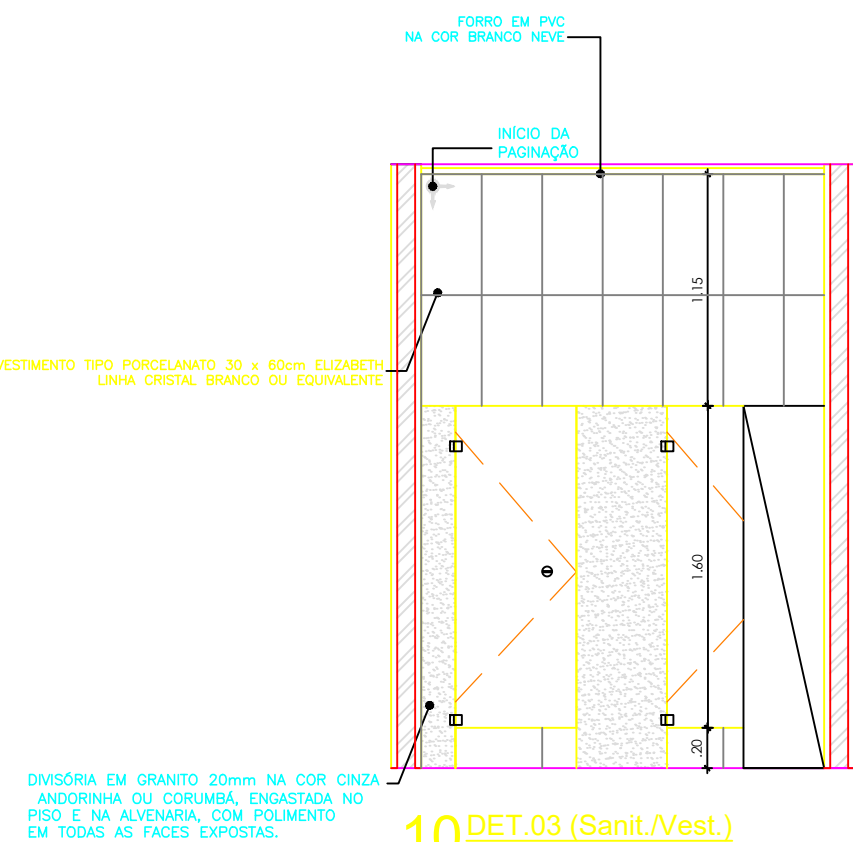 FORRO EM PVC
NA COR BRANCO NEVE
INÍCIO DA
PAGINAÇÃO
1.15
VESTIMENTO TIPO PORCELANATO 30 x 60cm ELIZABETH
LINHA CRISTAL BRANCO OU EQUIVALENTE
1.60
.20
DIVISÓRIA EM GRANITO 20mm NA COR CINZA
ANDORINHA OU CORUMBÁ, ENGASTADA NO
PISO E NA ALVENARIA, COM POLIMENTO
EM TODAS AS FACES EXPOSTAS.
10 DET.03 (Sanit./Vest.)